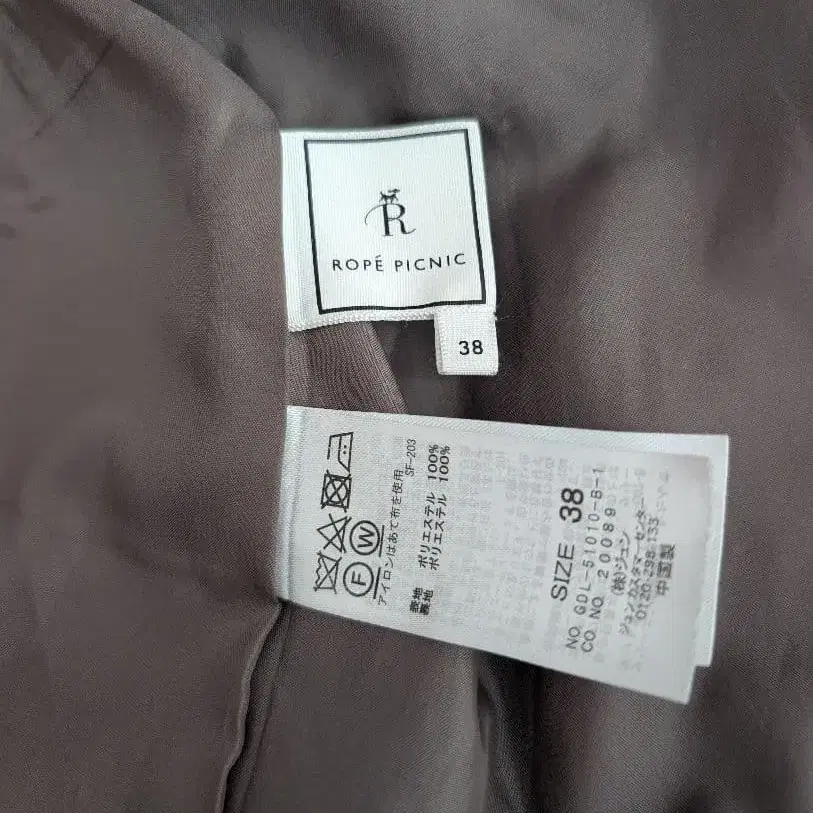 R
ROPÉ PICNIC
38
F
W
アイロンはあて布を使用
SF-203
表地 ポリエステル 100%
裏地 ポリエステル 100%
SIZE 38
NO. GDL-51010-B-1
CO. NO. 20089
(株)ジュン
ジュンカスタマーセンター
0120-298-133
中国製